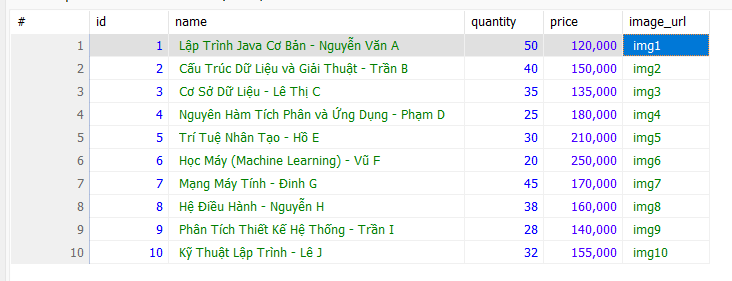 # id name quantity price image_url
1 1 Lập Trình Java Cơ Bản - Nguyễn Văn A 50 120,000 img1
2 2 Cấu Trúc Dữ Liệu và Giải Thuật - Trần B 40 150,000 img2
3 3 Cơ Sở Dữ Liệu - Lê Thị C 35 135,000 img3
4 4 Nguyên Hàm Tích Phân và Ứng Dụng - Phạm D 25 180,000 img4
5 5 Trí Tuệ Nhân Tạo - Hồ E 30 210,000 img5
6 6 Học Máy (Machine Learning) - Vũ F 20 250,000 img6
7 7 Mạng Máy Tính - Đinh G 45 170,000 img7
8 8 Hệ Điều Hành - Nguyễn H 38 160,000 img8
9 9 Phân Tích Thiết Kế Hệ Thống - Trần I 28 140,000 img9
10 10 Kỹ Thuật Lập Trình - Lê J 32 155,000 img10